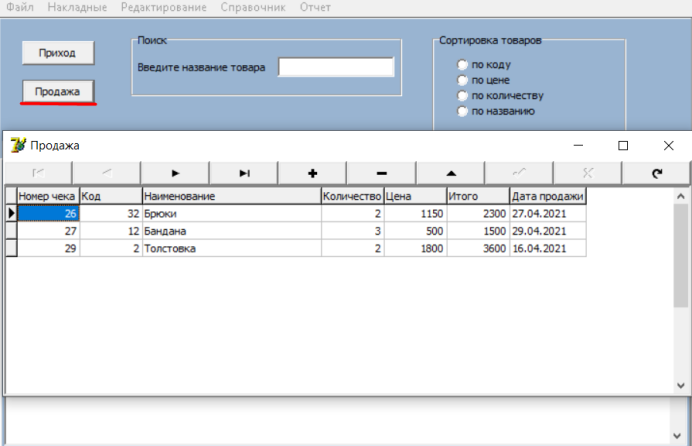 Файл Накладные Редактирование Справочник Отчет
Поиск
Сортировка товаров
Приход
Введите название товара
по коду
по цене
Продажа
по количеству
по названию
Продажа
Номер чека Код Наименование Количество Цена Итого Дата продажи
26 32 Брюки 2 1150 2300 27.04.2021
27 12 Бандана 3 500 1500 29.04.2021
29 2 Толстовка 2 1800 3600 16.04.2021